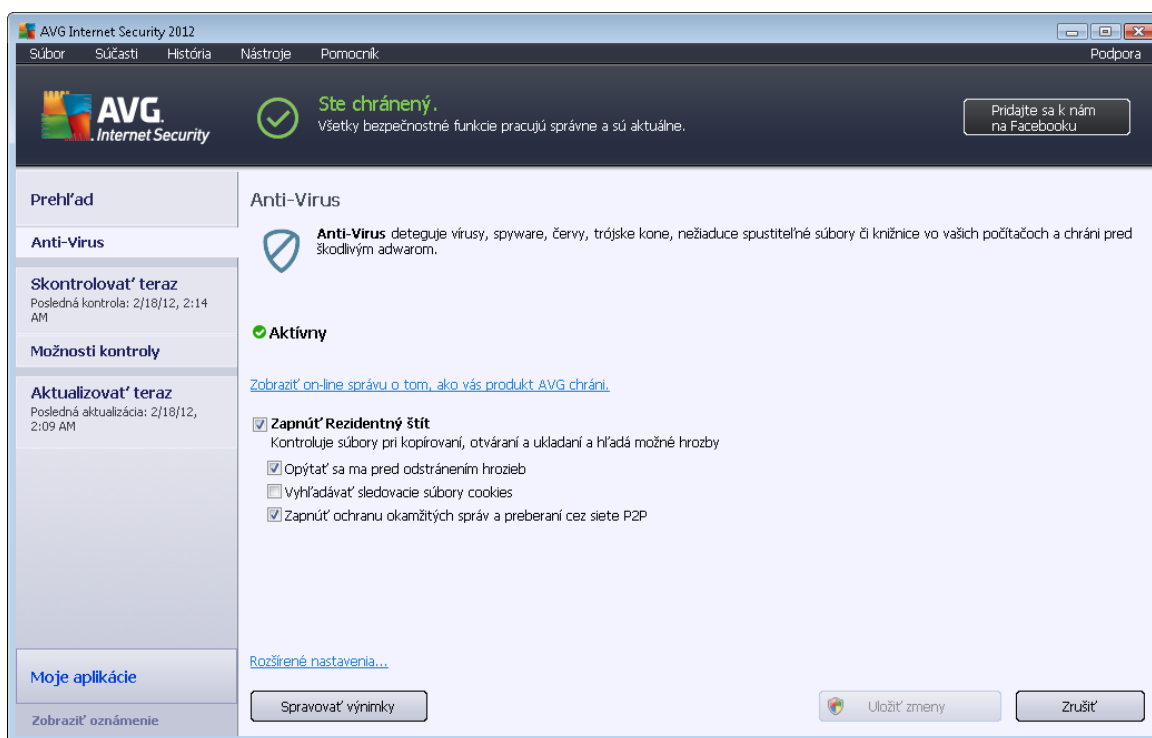 AVG Internet Security 2012
Súbor Súčasti História Nástroje Pomocník Podpora
AVG.
Internet Security
Ste chránený.
Všetky bezpečnostné funkcie pracujú správne a sú aktuálne.
Pridajte sa k nám
na Facebooku
Prehľad
Anti-Virus
Skontrolovať teraz
Posledná kontrola: 2/18/12, 2:14
AM
Možnosti kontroly
Aktualizovať teraz
Posledná aktualizácia: 2/18/12,
2:09 AM
Moje aplikácie
Zobraziť oznámenie
Anti-Virus
Anti-Virus deteguje vírusy, spyware, červy, trójske kone, nežiaduce spustiteľné súbory či knižnice vo vašich počítačoch a chráni pred
škodlivým adwarom.
Aktívny
Zobraziť on-line správu o tom, ako vás produkt AVG chráni.
Zapnúť Rezidentný štít
Kontroluje súbory pri kopírovaní, otváraní a ukladaní a hľadá možné hrozby
Opýtať sa ma pred odstránením hrozieb
Vyhľadávať sledovacie súbory cookies
Zapnúť ochranu okamžitých správ a preberaní cez siete P2P
Rozšírené nastavenia...
Spravovať výnimky
Uložiť zmeny
Zrušiť